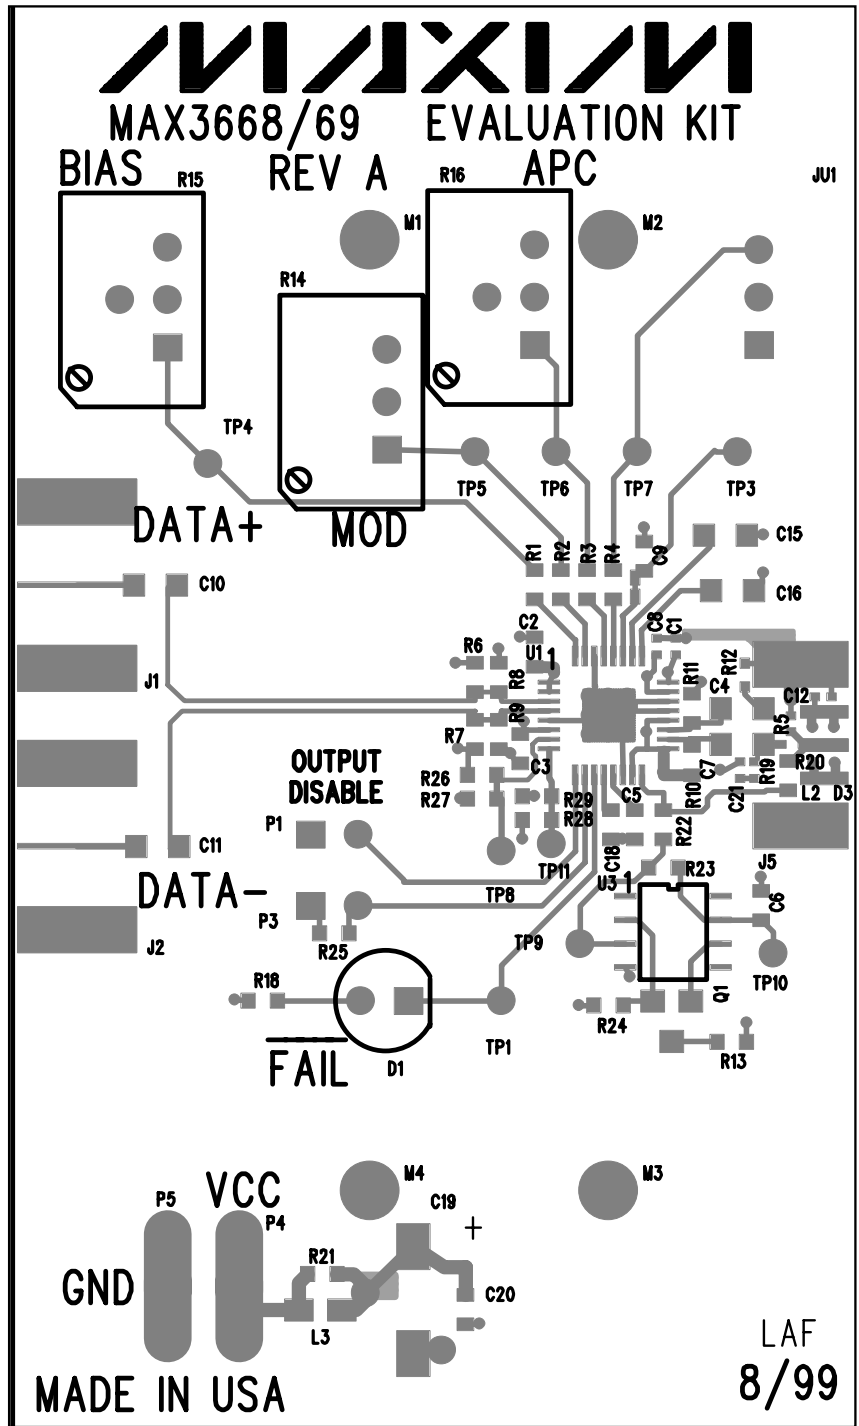 MAXIM
MAX3668/69 EVALUATION KIT
BIAS R15 REV A R16 APC JU1
M1 M2
R14
TP4
TP5 TP6 TP7 TP3
DATA+ MOD
R1 R2 R3 R4 C9 C15
C10 C16
C2 C8 C1
R6 U1 1 R12
J1 R8 R11 C4 C12
R9 R5
R7
OUTPUT
DISABLE
C3 C7 R19 R20
R26
R27 R29 C5 R10 C21 L2 D3
P1 R28 R22
C11 TP11 C18 J5
DATA- TP8 U3 1 R23
P3 C6
J2 R25 TP9
R18 TP10
Q1
R24
TP1 R13
FAIL D1
M4 M3
P5 VCC P4 C19
+
R21
GND C20
L3
LAF
MADE IN USA 8/99